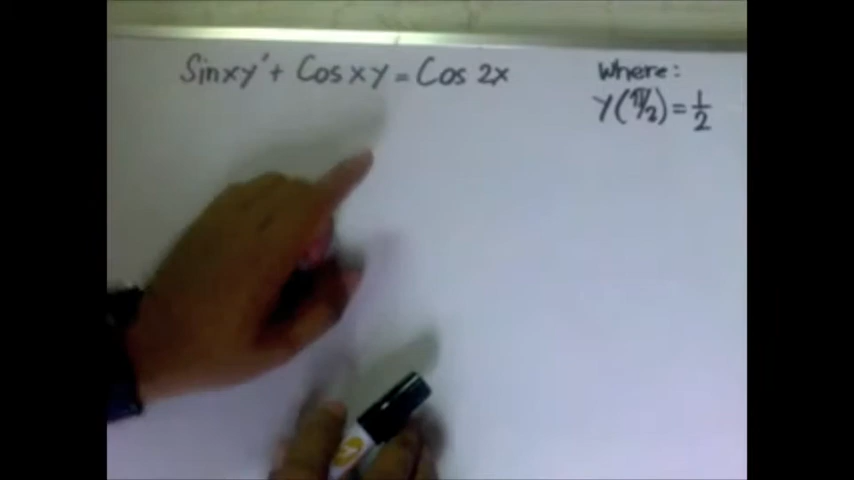 Sinxy' + Cosxy = Cos 2x
Where:
Y(π/2) = 1/2